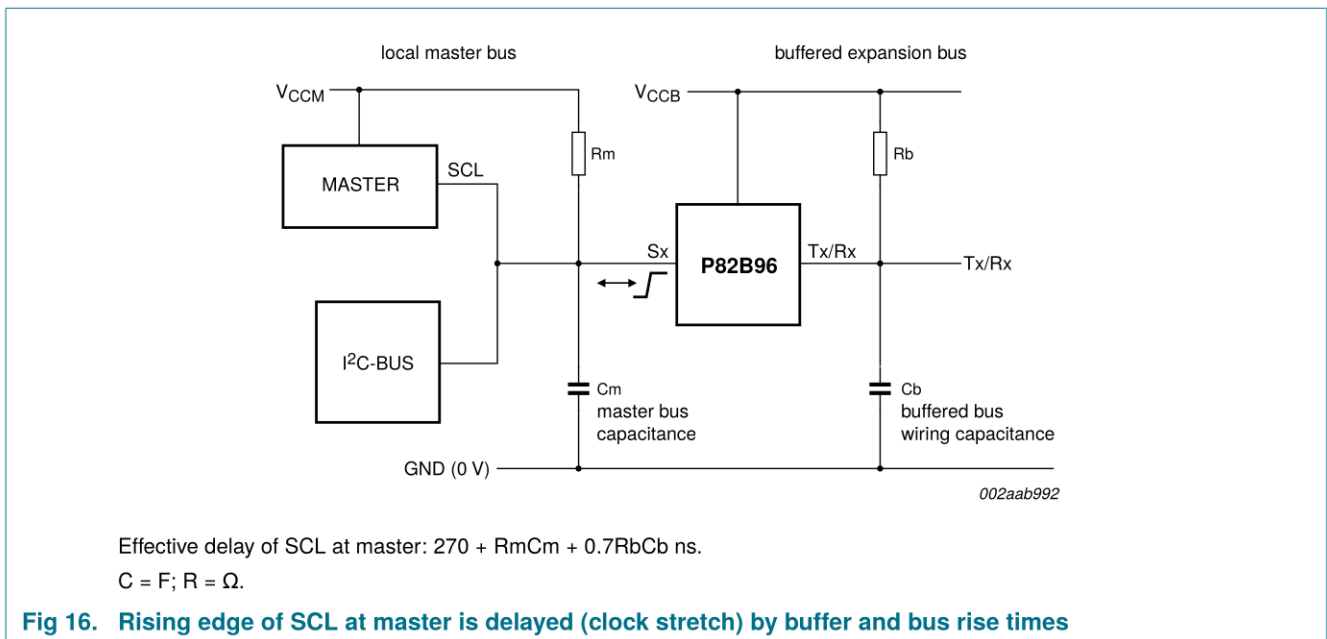 local master bus
buffered expansion bus
VCCM
VCCB
Rm
Rb
MASTER
SCL
Sx
P82B96
Tx/Rx
Tx/Rx
I²C-BUS
Cm
master bus
capacitance
Cb
buffered bus
wiring capacitance
GND (0 V)
002aab992
Effective delay of SCL at master: 270 + RmCm + 0.7RbCb ns.
C = F; R = Ω.
Fig 16. Rising edge of SCL at master is delayed (clock stretch) by buffer and bus rise times